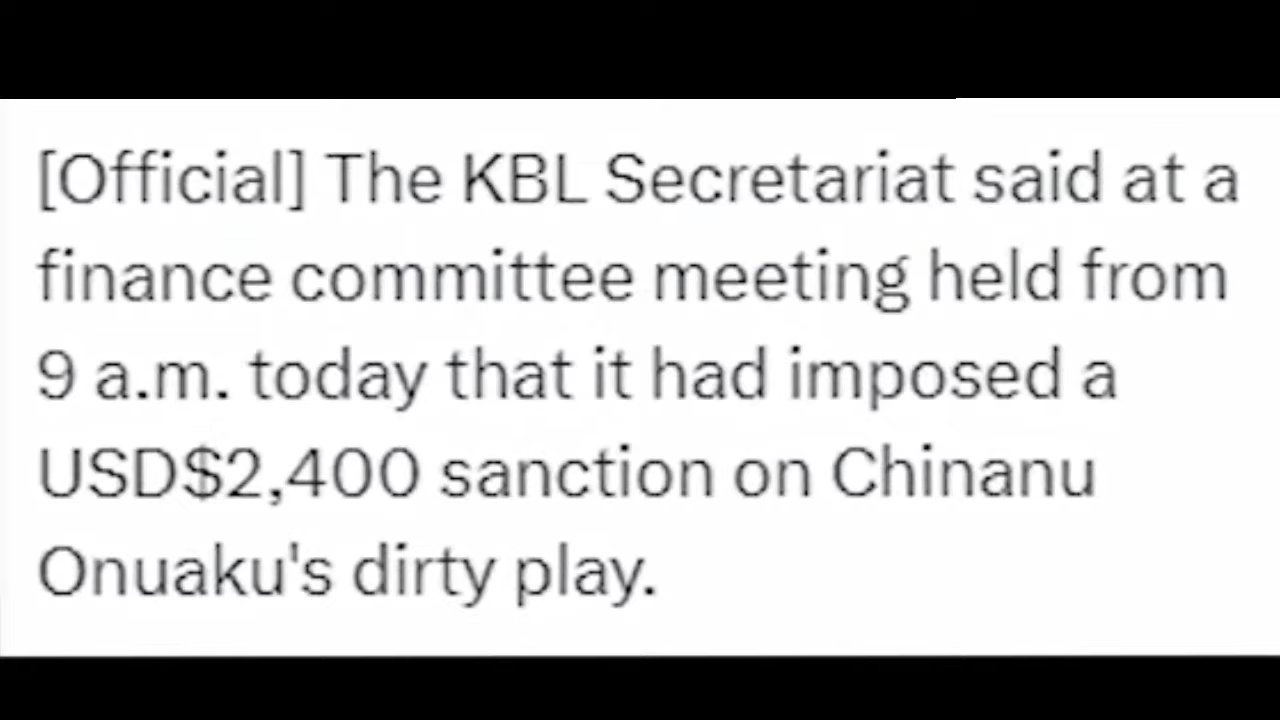 [Official] The KBL Secretariat said at a
finance committee meeting held from
9 a.m. today that it had imposed a
USD$2,400 sanction on Chinanu
Onuaku's dirty play.